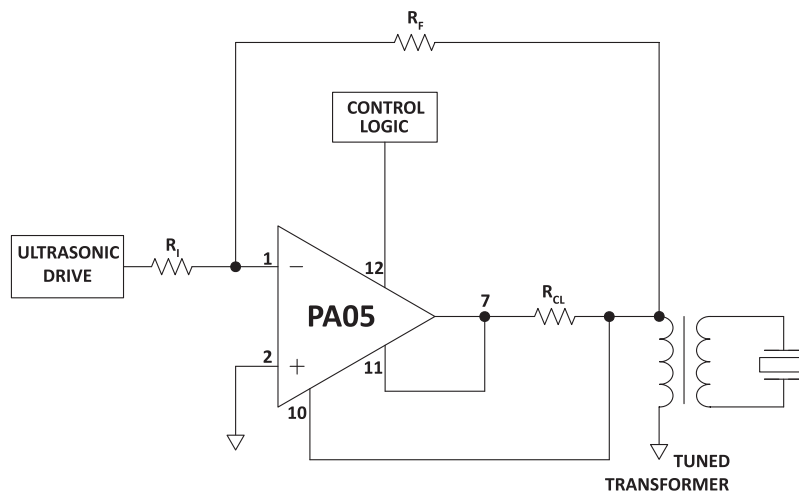 R_F
CONTROL
LOGIC
ULTRASONIC
DRIVE
R_I
1
−
12
PA05
7
R_CL
2
+
11
10
TUNED
TRANSFORMER